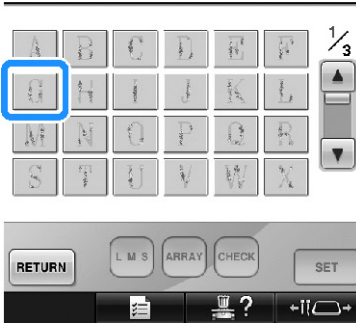 A B C D E F
1/3
G H I J K L
M N O P Q R
S T U V W X
L M S ARRAY CHECK
RETURN SET
?